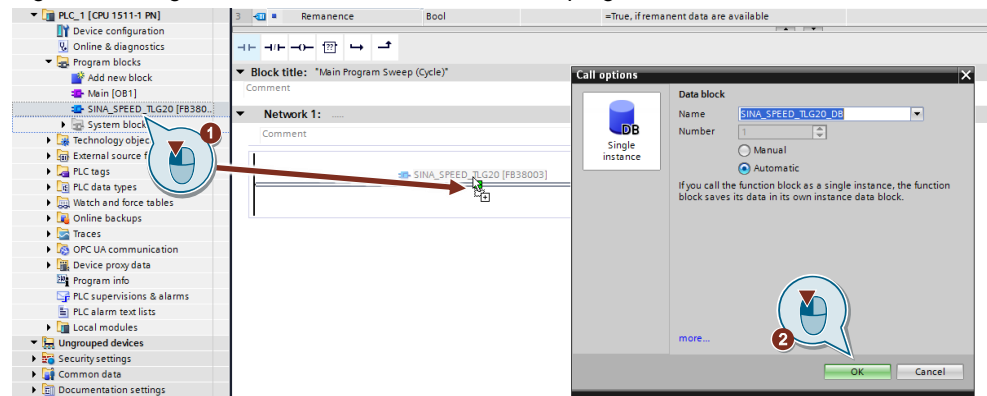 PLC_1 [CPU 1511-1 PN]
Device configuration
Online & diagnostics
Program blocks
Add new block
Main [OB1]
SINA_SPEED_TLG20 [FB380..
System block
Technology objec
External source f
PLC tags
PLC data types
Watch and force tables
Online backups
Traces
OPC UA communication
Device proxy data
Program info
PLC supervisions & alarms
PLC alarm text lists
Local modules
Ungrouped devices
Security settings
Common data
Documentation settings
1
3 Remanence Bool =True, if remanent data are available
??
Block title: "Main Program Sweep (Cycle)"
Comment
Network 1: .....
Comment
SINA_SPEED_TLG20 [FB38003]
Call options X
DB
Single
instance
Data block
Name SINA_SPEED_TLG20_DB
Number 1
Manual
Automatic
If you call the function block as a single instance, the function
block saves its data in its own instance data block.
more...
2
OK Cancel